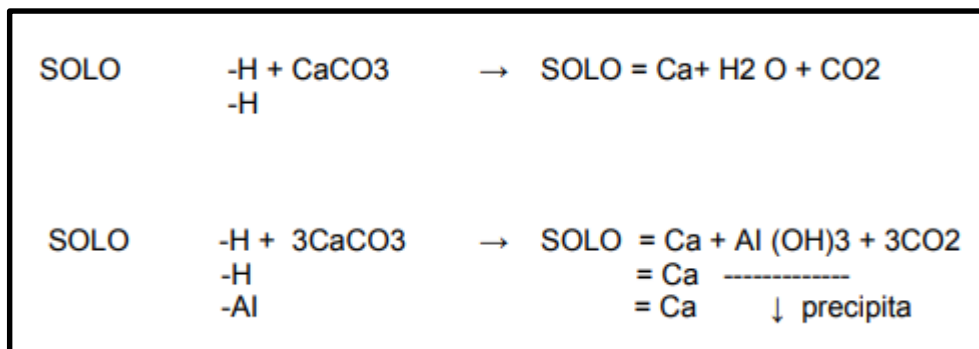 SOLO -H + CaCO3 → SOLO = Ca+ H2 O + CO2
-H
SOLO -H + 3CaCO3 → SOLO = Ca + Al (OH)3 + 3CO2
-H = Ca -------------
-Al = Ca ↓ precipita